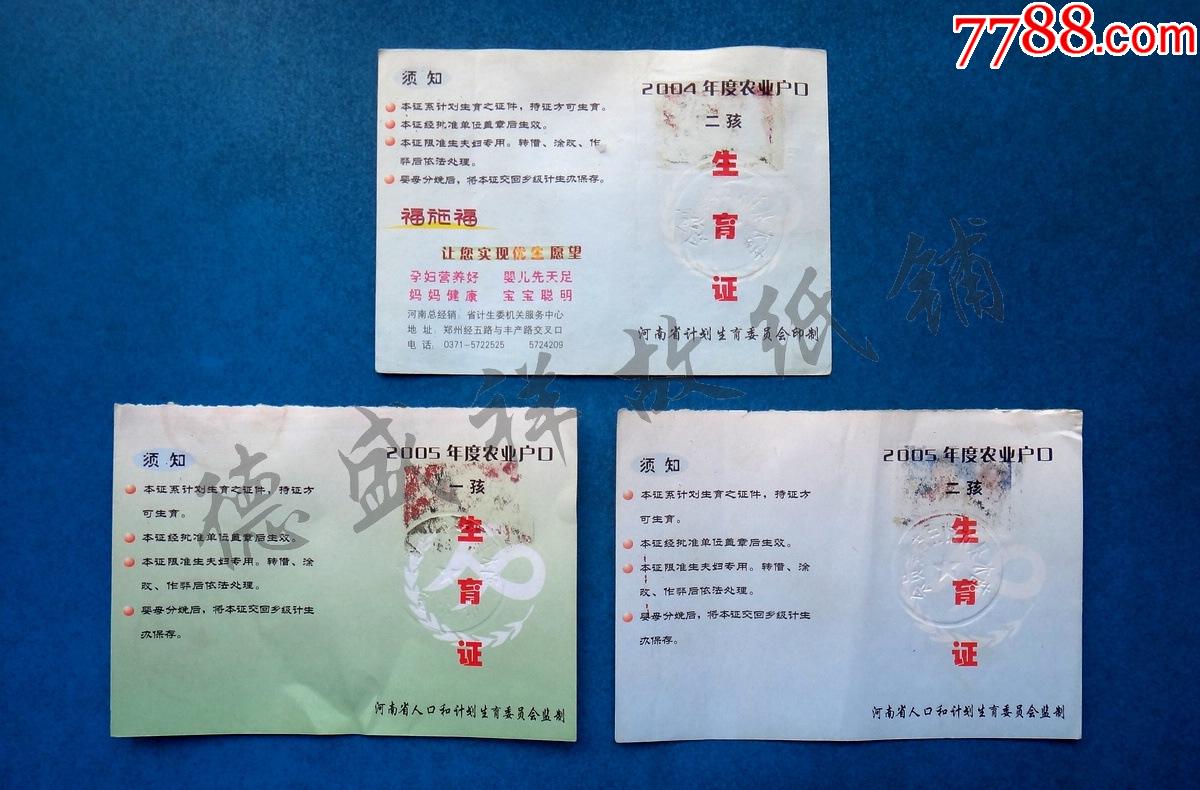 7788.com
须知
本证系计划生育之证件，持证方可生育。
本证经批准单位盖章后生效。
本证限准生夫妇专用。转借、涂改、作
弊后依法处理。
婴母分娩后，将本证交回乡级计生办保存。
福施福
让您实现优生愿望
孕妇营养好 婴儿先天足
妈妈健康 宝宝聪明
河南总经销：省计生委机关服务中心
地 址：郑州经五路与丰产路交叉口
电 话：0371-5722525 5724209
2004年度农业户口
二孩
生
育
证
河南省计划生育委员会印制
德盛祥故纸铺
须知
本证系计划生育之证件，持证方
可生育。
本证经批准单位盖章后生效。
本证限准生夫妇专用。转借、涂
改、作弊后依法处理。
婴母分娩后，将本证交回乡级计生
办保存。
2005年度农业户口
一孩
生
育
证
河南省人口和计划生育委员会监制
须知
本证系计划生育之证件，持证方
可生育。
本证经批准单位盖章后生效。
本证限准生夫妇专用。转借、涂
改、作弊后依法处理。
婴母分娩后，将本证交回乡级计生
办保存。
2005年度农业户口
二孩
生
育
证
河南省人口和计划生育委员会监制